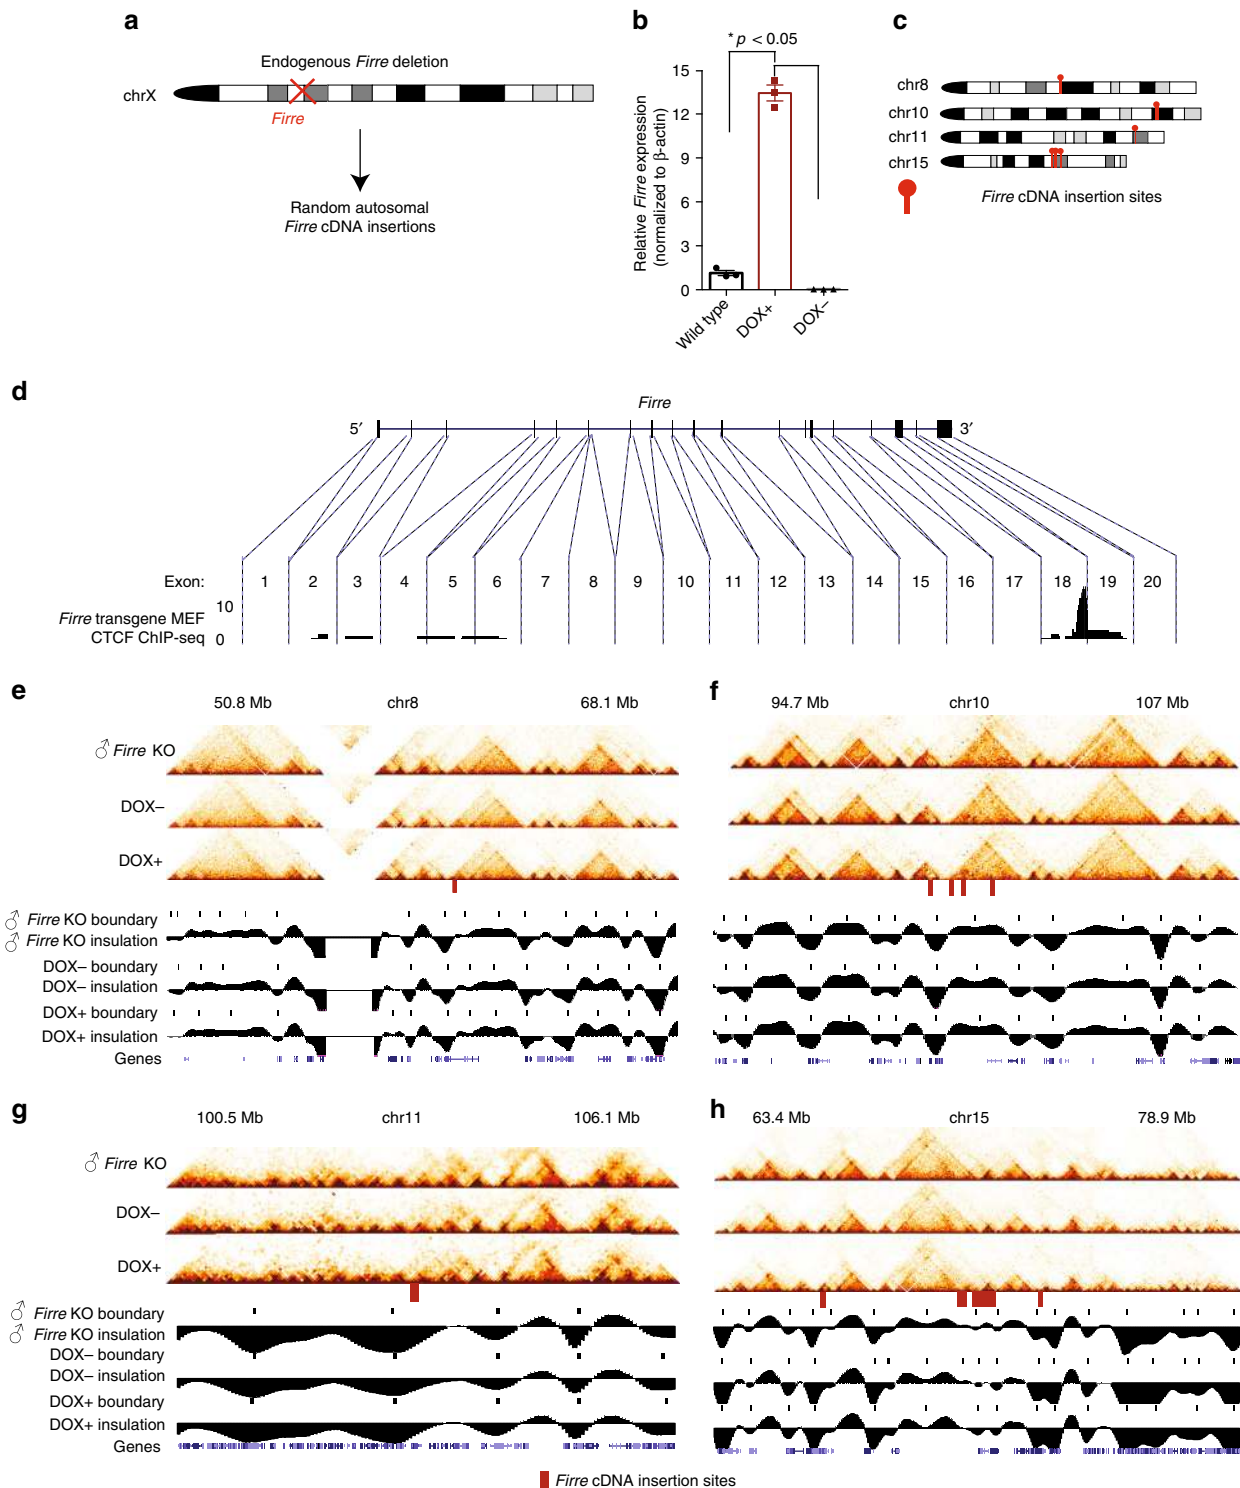 a
Endogenous Firre deletion
chrX
Firre
Random autosomal
Firre cDNA insertions
b
* p < 0.05
Relative Firre expression
(normalized to β-actin)
15
12
9
6
3
0
Wild type
DOX+
DOX−
c
chr8
chr10
chr11
chr15
Firre cDNA insertion sites
d
Firre
5′
3′
Exon: 1 2 3 4 5 6 7 8 9 10 11 12 13 14 15 16 17 18 19 20
Firre transgene MEF
CTCF ChIP-seq
10
0
e
50.8 Mb chr8 68.1 Mb
♂ Firre KO
DOX−
DOX+
♂ Firre KO boundary
♂ Firre KO insulation
DOX− boundary
DOX− insulation
DOX+ boundary
DOX+ insulation
Genes
f
94.7 Mb chr10 107 Mb
g
100.5 Mb chr11 106.1 Mb
♂ Firre KO
DOX−
DOX+
♂ Firre KO boundary
♂ Firre KO insulation
DOX− boundary
DOX− insulation
DOX+ boundary
DOX+ insulation
Genes
h
63.4 Mb chr15 78.9 Mb
Firre cDNA insertion sites